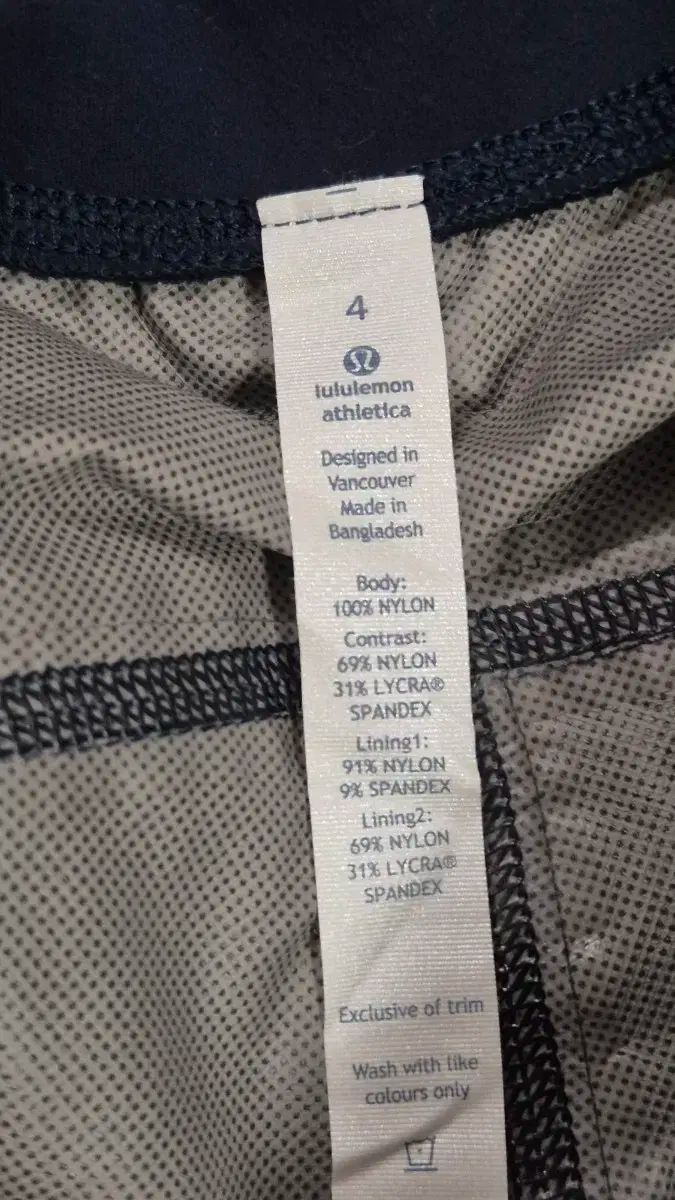 4
lululemon
athletica
Designed in
Vancouver
Made in
Bangladesh
Body:
100% NYLON
Contrast:
69% NYLON
31% LYCRA®
SPANDEX
Lining1:
91% NYLON
9% SPANDEX
Lining2:
69% NYLON
31% LYCRA®
SPANDEX
Exclusive of trim
Wash with like
colours only